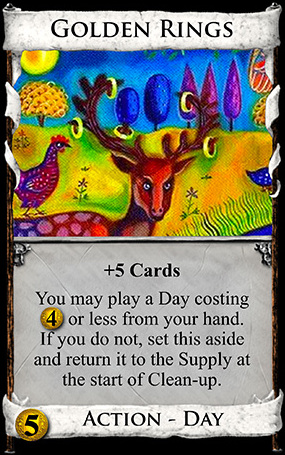 GOLDEN RINGS
+5 Cards
You may play a Day costing
4 or less from your hand.
If you do not, set this aside
and return it to the Supply at
the start of Clean-up.
5 ACTION - DAY